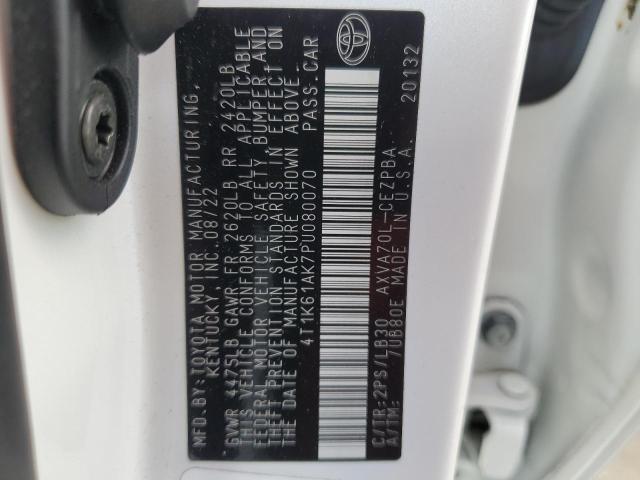 MFD.BY:TOYOTA MOTOR MANUFACTURING,
KENTUCKY, INC. 08/22
GVWR 4475LB GAWR FR 2620LB RR 2420LB
THIS VEHICLE CONFORMS TO ALL APPLICABLE
FEDERAL MOTOR VEHICLE SAFETY, BUMPER, AND
THEFT PREVENTION STANDARDS IN EFFECT ON
THE DATE OF MANUFACTURE SHOWN ABOVE.
4T1K61AK7PU080070 PASS.CAR
C/TR:2PS/LB30 AXVA70L-CEZPBA
A/TM: 7UB80E MADE IN U.S.A. 20132